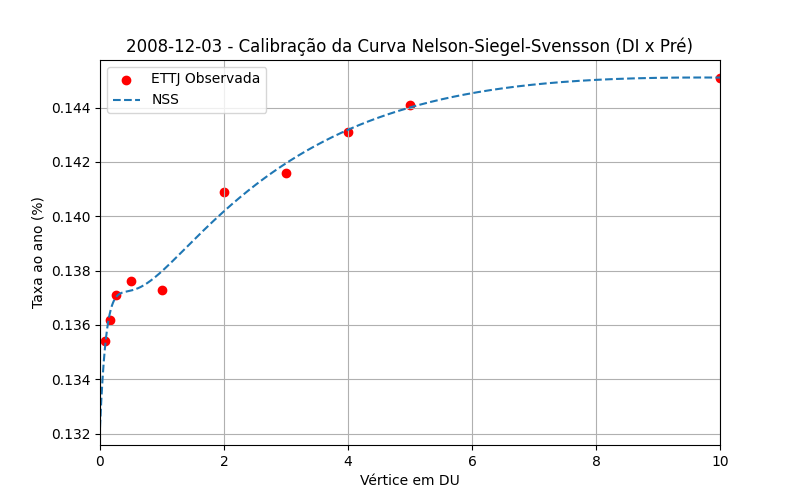 2008-12-03 - Calibração da Curva Nelson-Siegel-Svensson (DI x Pré)
ETTJ Observada
NSS
Taxa ao ano (%)
0.144
0.142
0.140
0.138
0.136
0.134
0.132
0 2 4 6 8 10
Vértice em DU